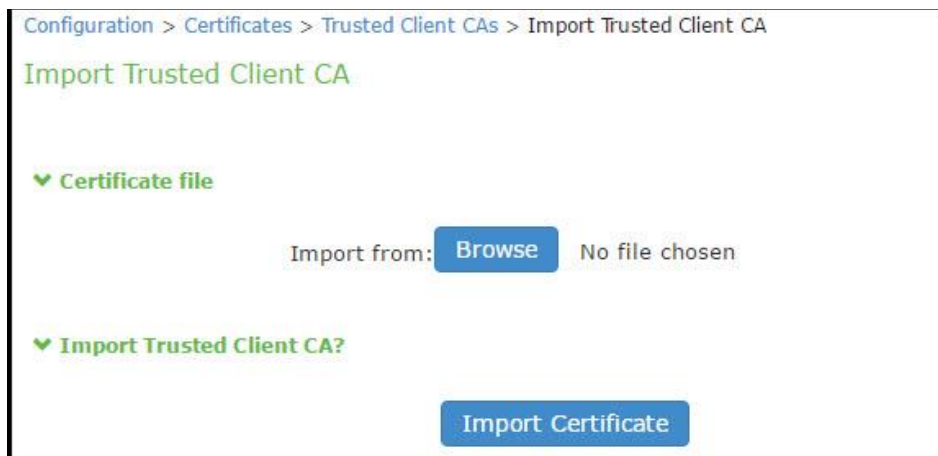 Configuration > Certificates > Trusted Client CAs > Import Trusted Client CA
Import Trusted Client CA
Certificate file
Import from: Browse No file chosen
Import Trusted Client CA?
Import Certificate